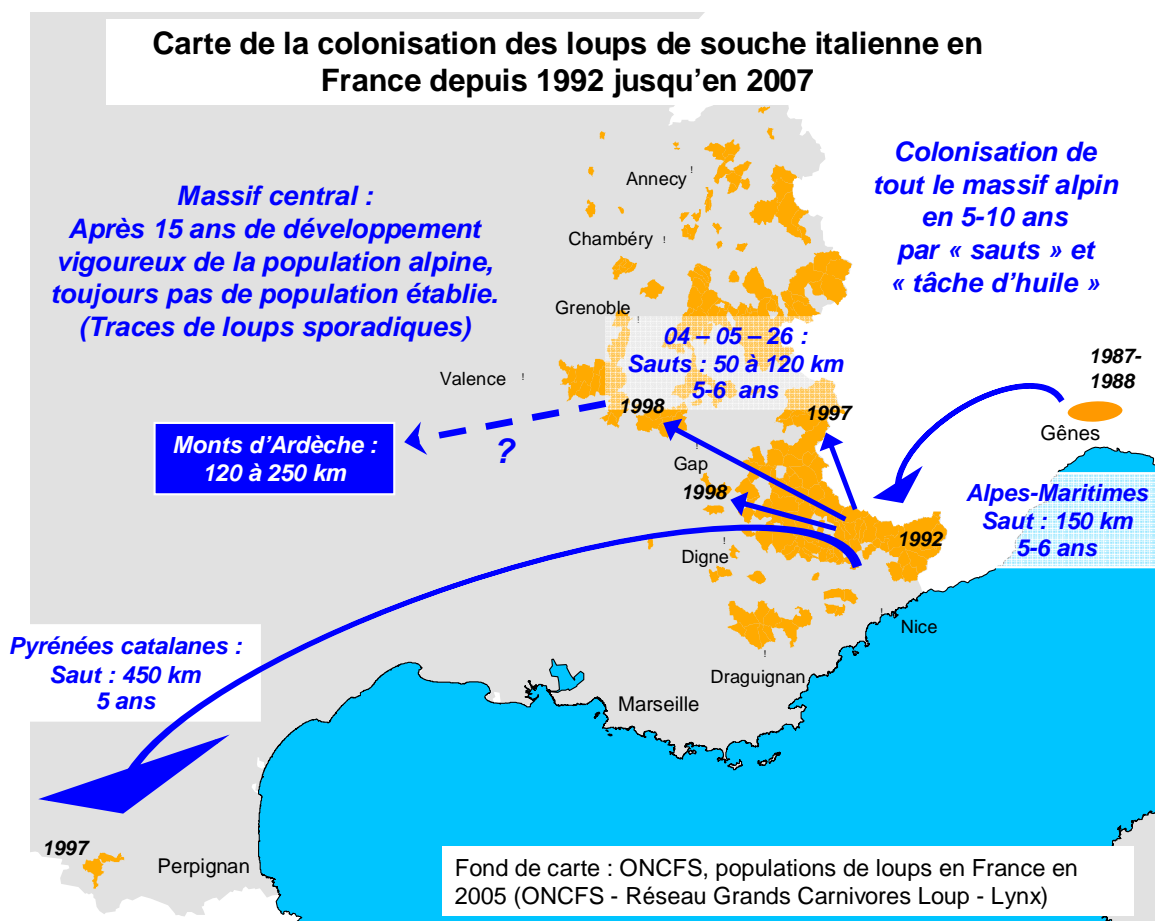 Carte de la colonisation des loups de souche italienne en
France depuis 1992 jusqu'en 2007
Massif central :
Après 15 ans de développement
vigoureux de la population alpine,
toujours pas de population établie.
(Traces de loups sporadiques)
Colonisation de
tout le massif alpin
en 5-10 ans
par « sauts » et
« tâche d'huile »
Annecy
Chambéry
Grenoble
04 – 05 – 26 :
Sauts : 50 à 120 km
5-6 ans
Valence
1998
1997
1987-
1988
Gênes
Monts d'Ardèche :
120 à 250 km
?
Gap
1998
Alpes-Maritimes
Saut : 150 km
5-6 ans
1992
Digne
Nice
Pyrénées catalanes :
Saut : 450 km
5 ans
Draguignan
Marseille
1997
Perpignan
Fond de carte : ONCFS, populations de loups en France en
2005 (ONCFS - Réseau Grands Carnivores Loup - Lynx)